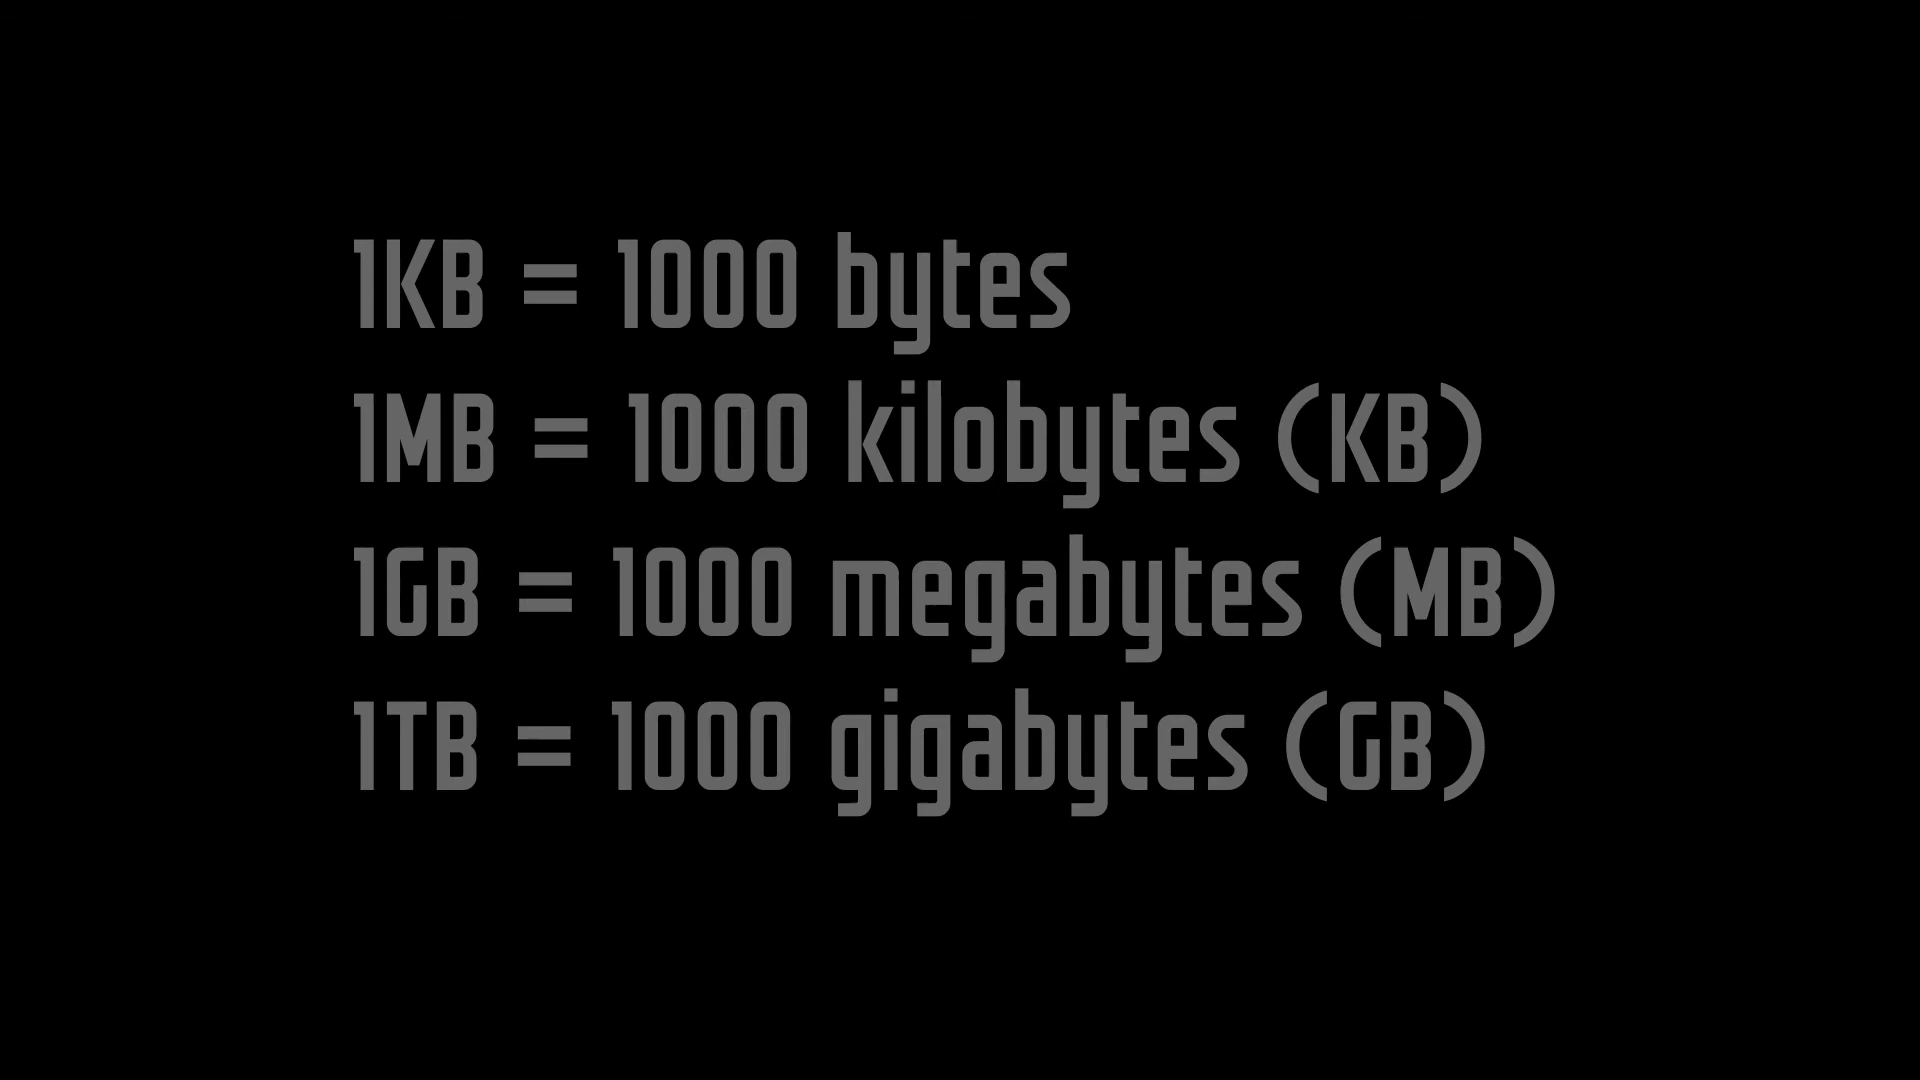 1KB = 1000 bytes
1MB = 1000 kilobytes (KB)
1GB = 1000 megabytes (MB)
1TB = 1000 gigabytes (GB)